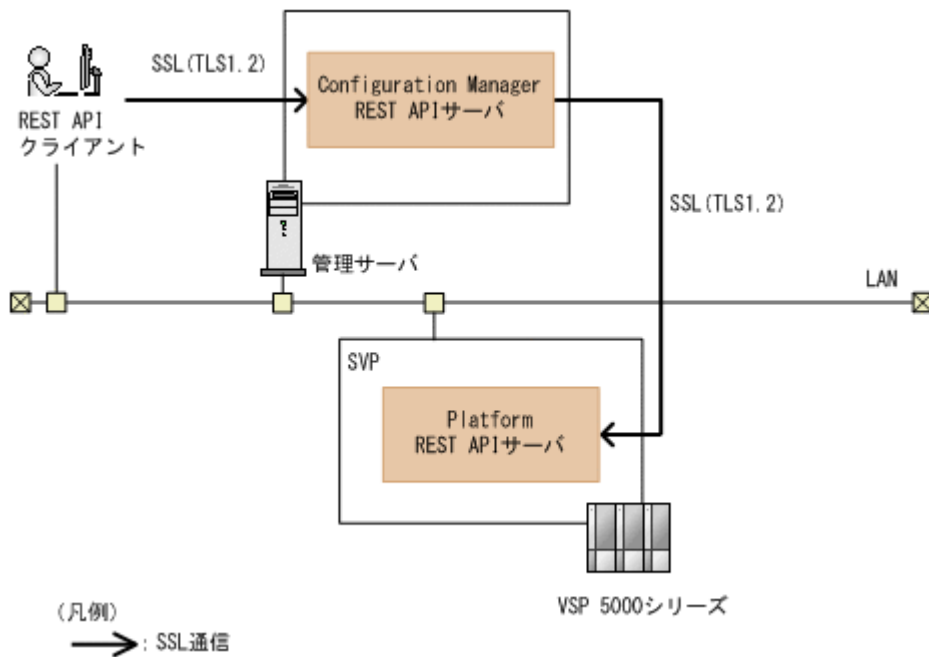 SSL(TLS1.2)
Configuration Manager
REST APIサーバ
REST API
クライアント
SSL(TLS1.2)
管理サーバ
LAN
SVP
Platform
REST APIサーバ
VSP 5000シリーズ
(凡例)
: SSL通信